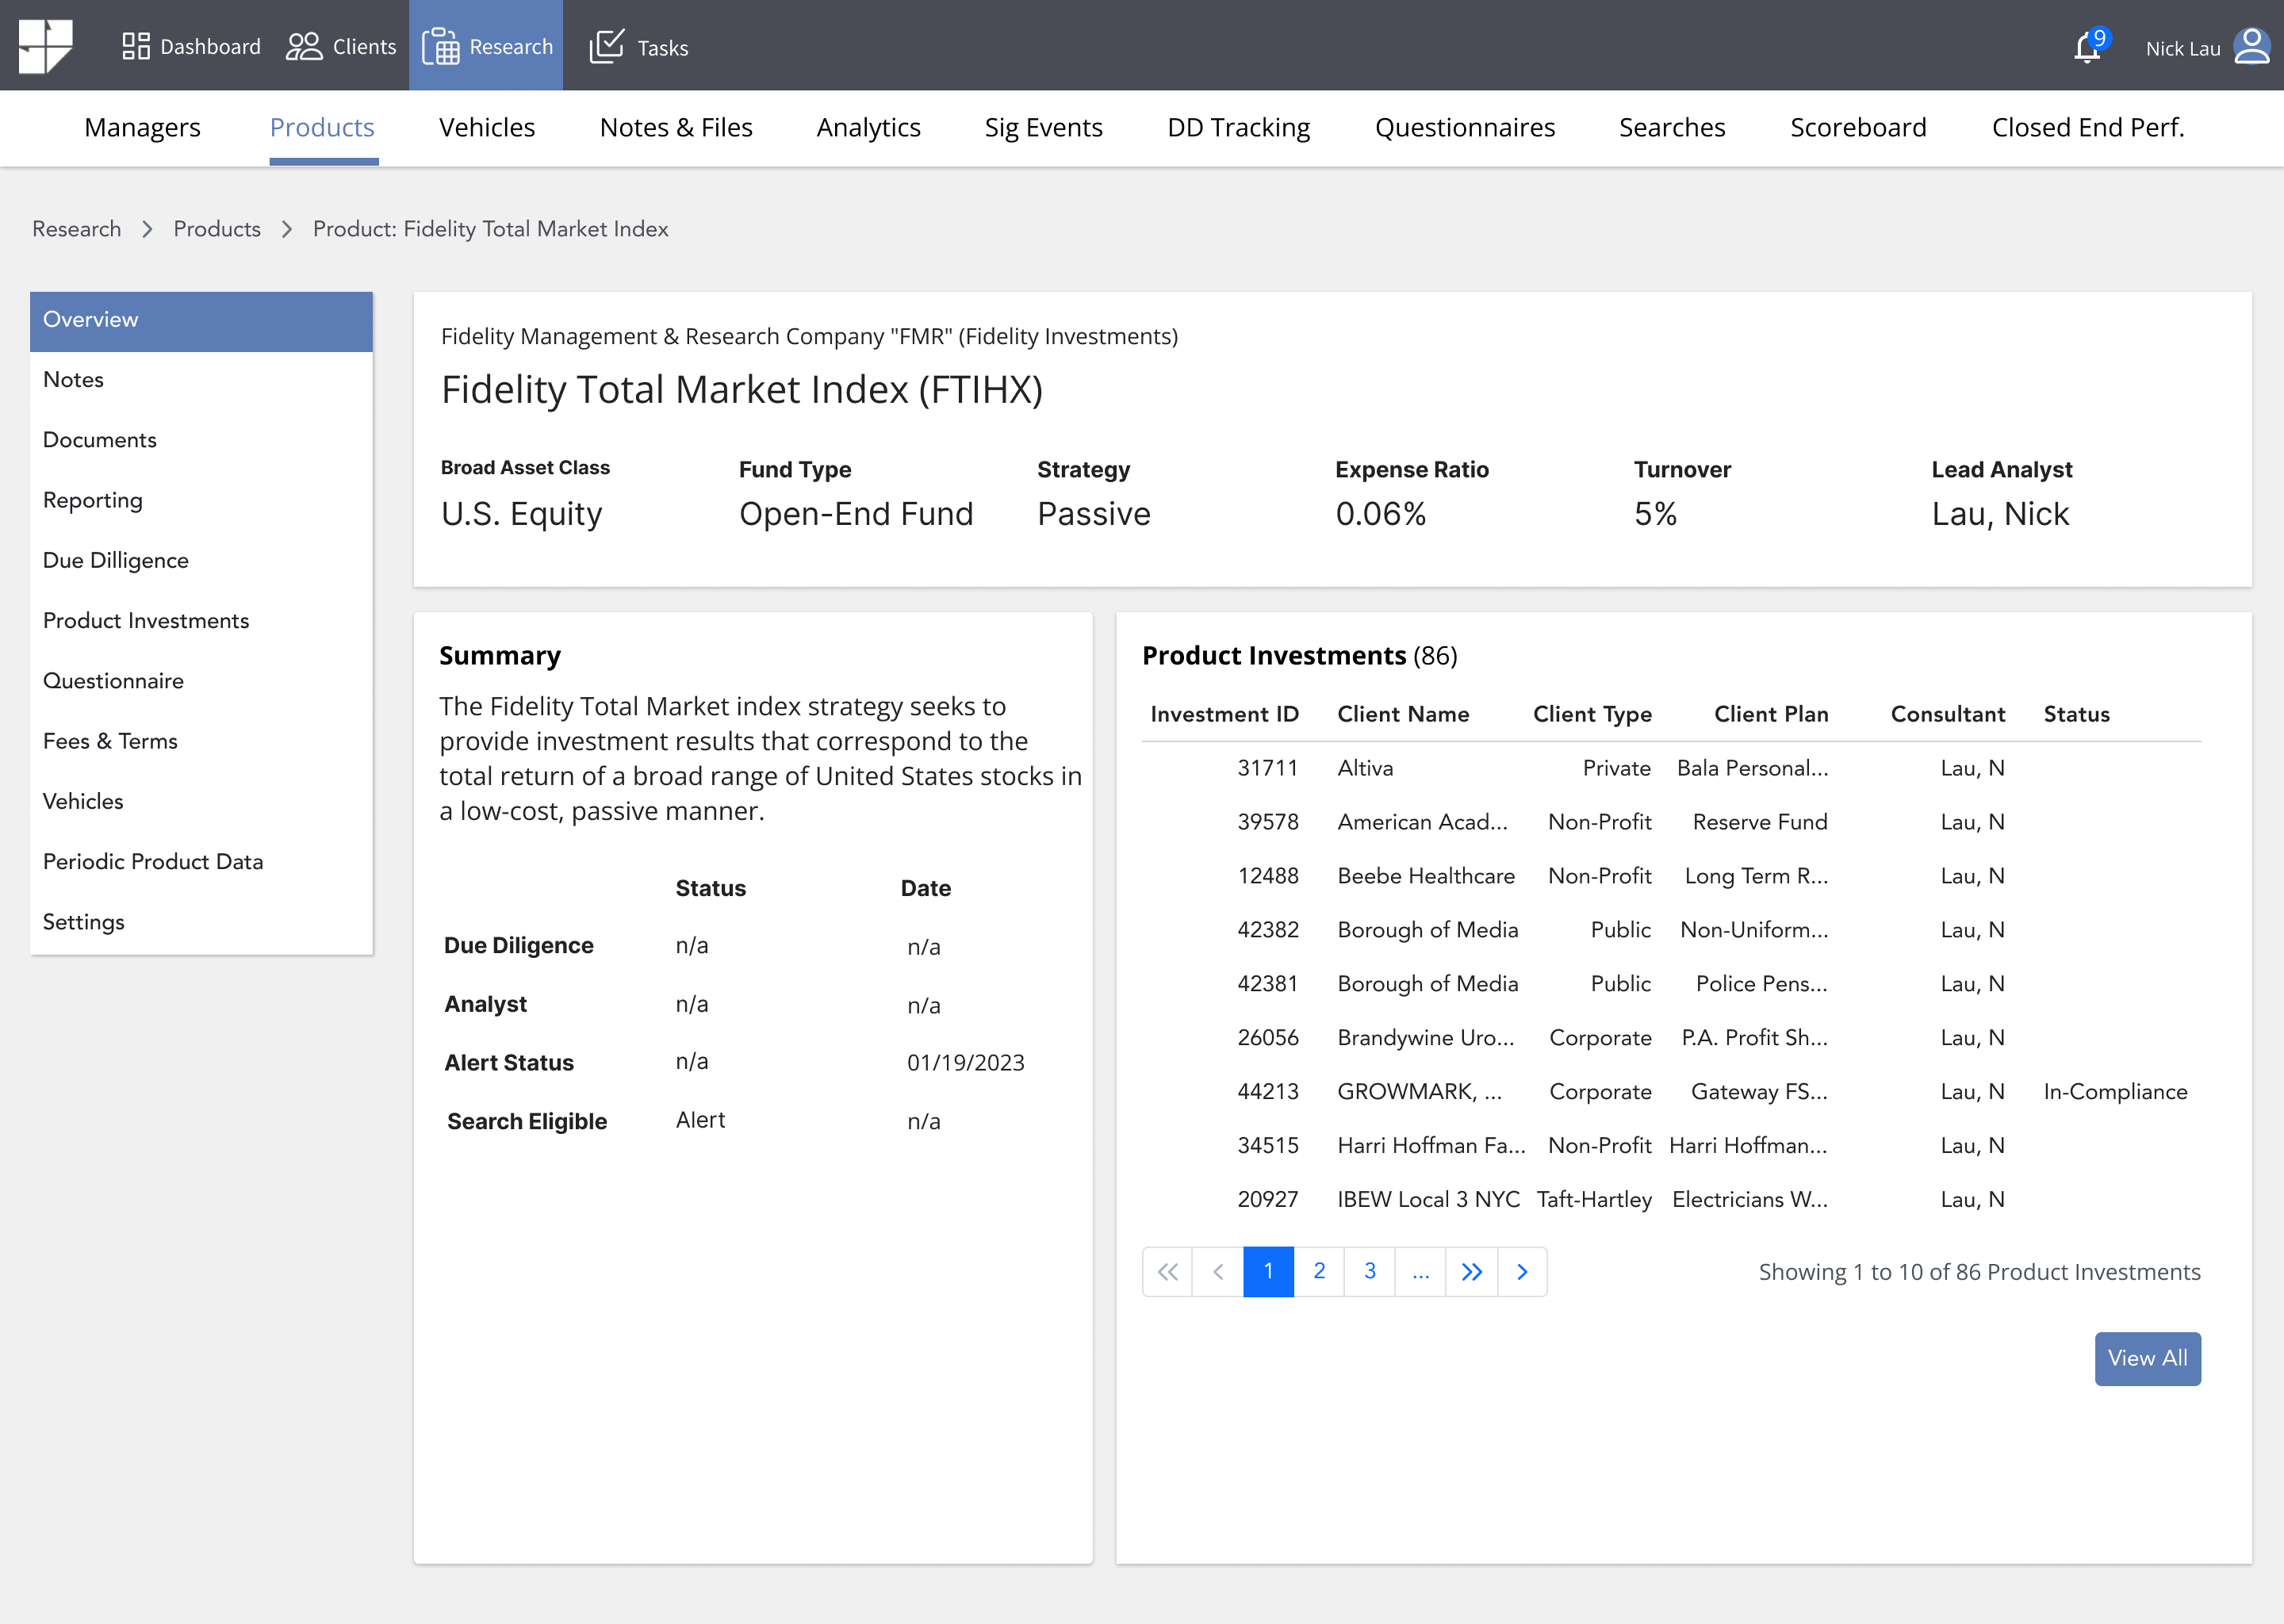 Dashboard Clients Research Tasks 9 Nick Lau
Managers Products Vehicles Notes & Files Analytics Sig Events DD Tracking Questionnaires Searches Scoreboard Closed End Perf.
Research Products Product: Fidelity Total Market Index
Overview
Notes
Documents
Reporting
Due Dilligence
Product Investments
Questionnaire
Fees & Terms
Vehicles
Periodic Product Data
Settings
Fidelity Management & Research Company "FMR" (Fidelity Investments)
Fidelity Total Market Index (FTIHX)
Broad Asset Class Fund Type Strategy Expense Ratio Turnover Lead Analyst
U.S. Equity Open-End Fund Passive 0.06% 5% Lau, Nick
Summary
The Fidelity Total Market index strategy seeks to
provide investment results that correspond to the
total return of a broad range of United States stocks in
a low-cost, passive manner.
Status Date
Due Diligence n/a n/a
Analyst n/a n/a
Alert Status n/a 01/19/2023
Search Eligible Alert n/a
Product Investments (86)
Investment ID Client Name Client Type Client Plan Consultant Status
31711 Altiva Private Bala Personal... Lau, N
39578 American Acad... Non-Profit Reserve Fund Lau, N
12488 Beebe Healthcare Non-Profit Long Term R... Lau, N
42382 Borough of Media Public Non-Uniform... Lau, N
42381 Borough of Media Public Police Pens... Lau, N
26056 Brandywine Uro... Corporate P.A. Profit Sh... Lau, N
44213 GROWMARK, ... Corporate Gateway FS... Lau, N In-Compliance
34515 Harri Hoffman Fa... Non-Profit Harri Hoffman... Lau, N
20927 IBEW Local 3 NYC Taft-Hartley Electricians W... Lau, N
1 2 3 ... Showing 1 to 10 of 86 Product Investments
View All